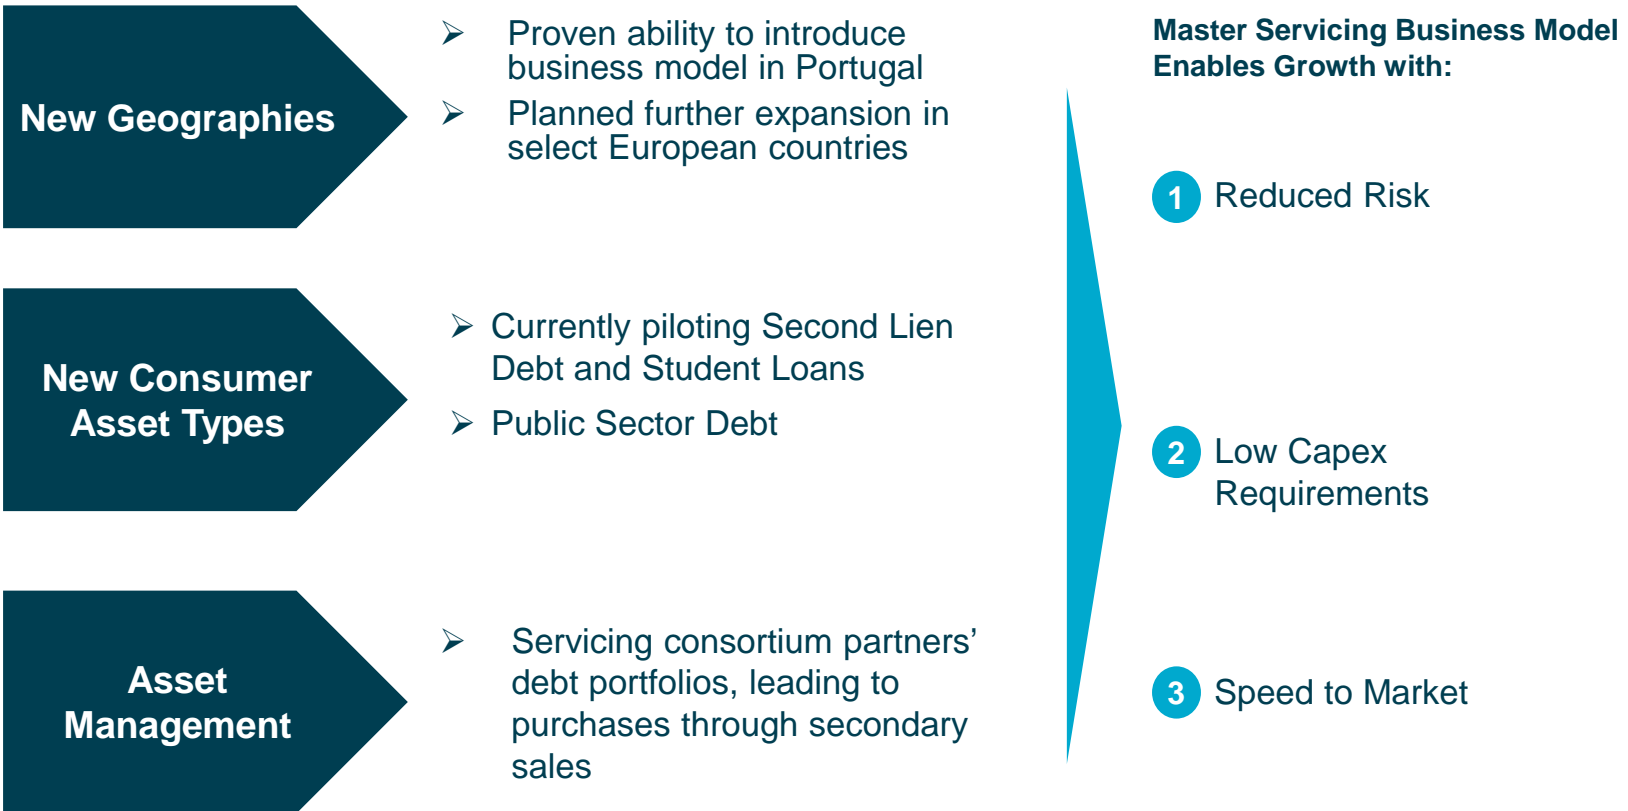 New Geographies
➢ Proven ability to introduce
business model in Portugal
➢ Planned further expansion in
select European countries
New Consumer
Asset Types
➢ Currently piloting Second Lien
Debt and Student Loans
➢ Public Sector Debt
Asset
Management
➢ Servicing consortium partners’
debt portfolios, leading to
purchases through secondary
sales
Master Servicing Business Model
Enables Growth with:
1 Reduced Risk
2 Low Capex
Requirements
3 Speed to Market